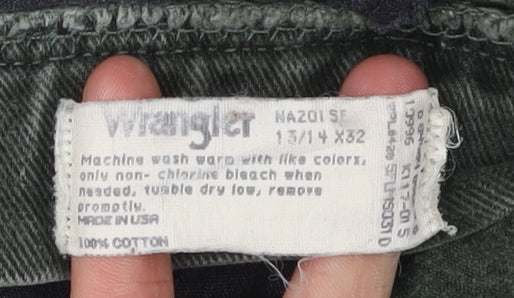 Wrangler
NA201SF
13/14 X32
Machine wash warm with like colors,
only non- chlorine bleach when
needed, tumble dry low, remove
promptly.
MADE IN USA
100% COTTON